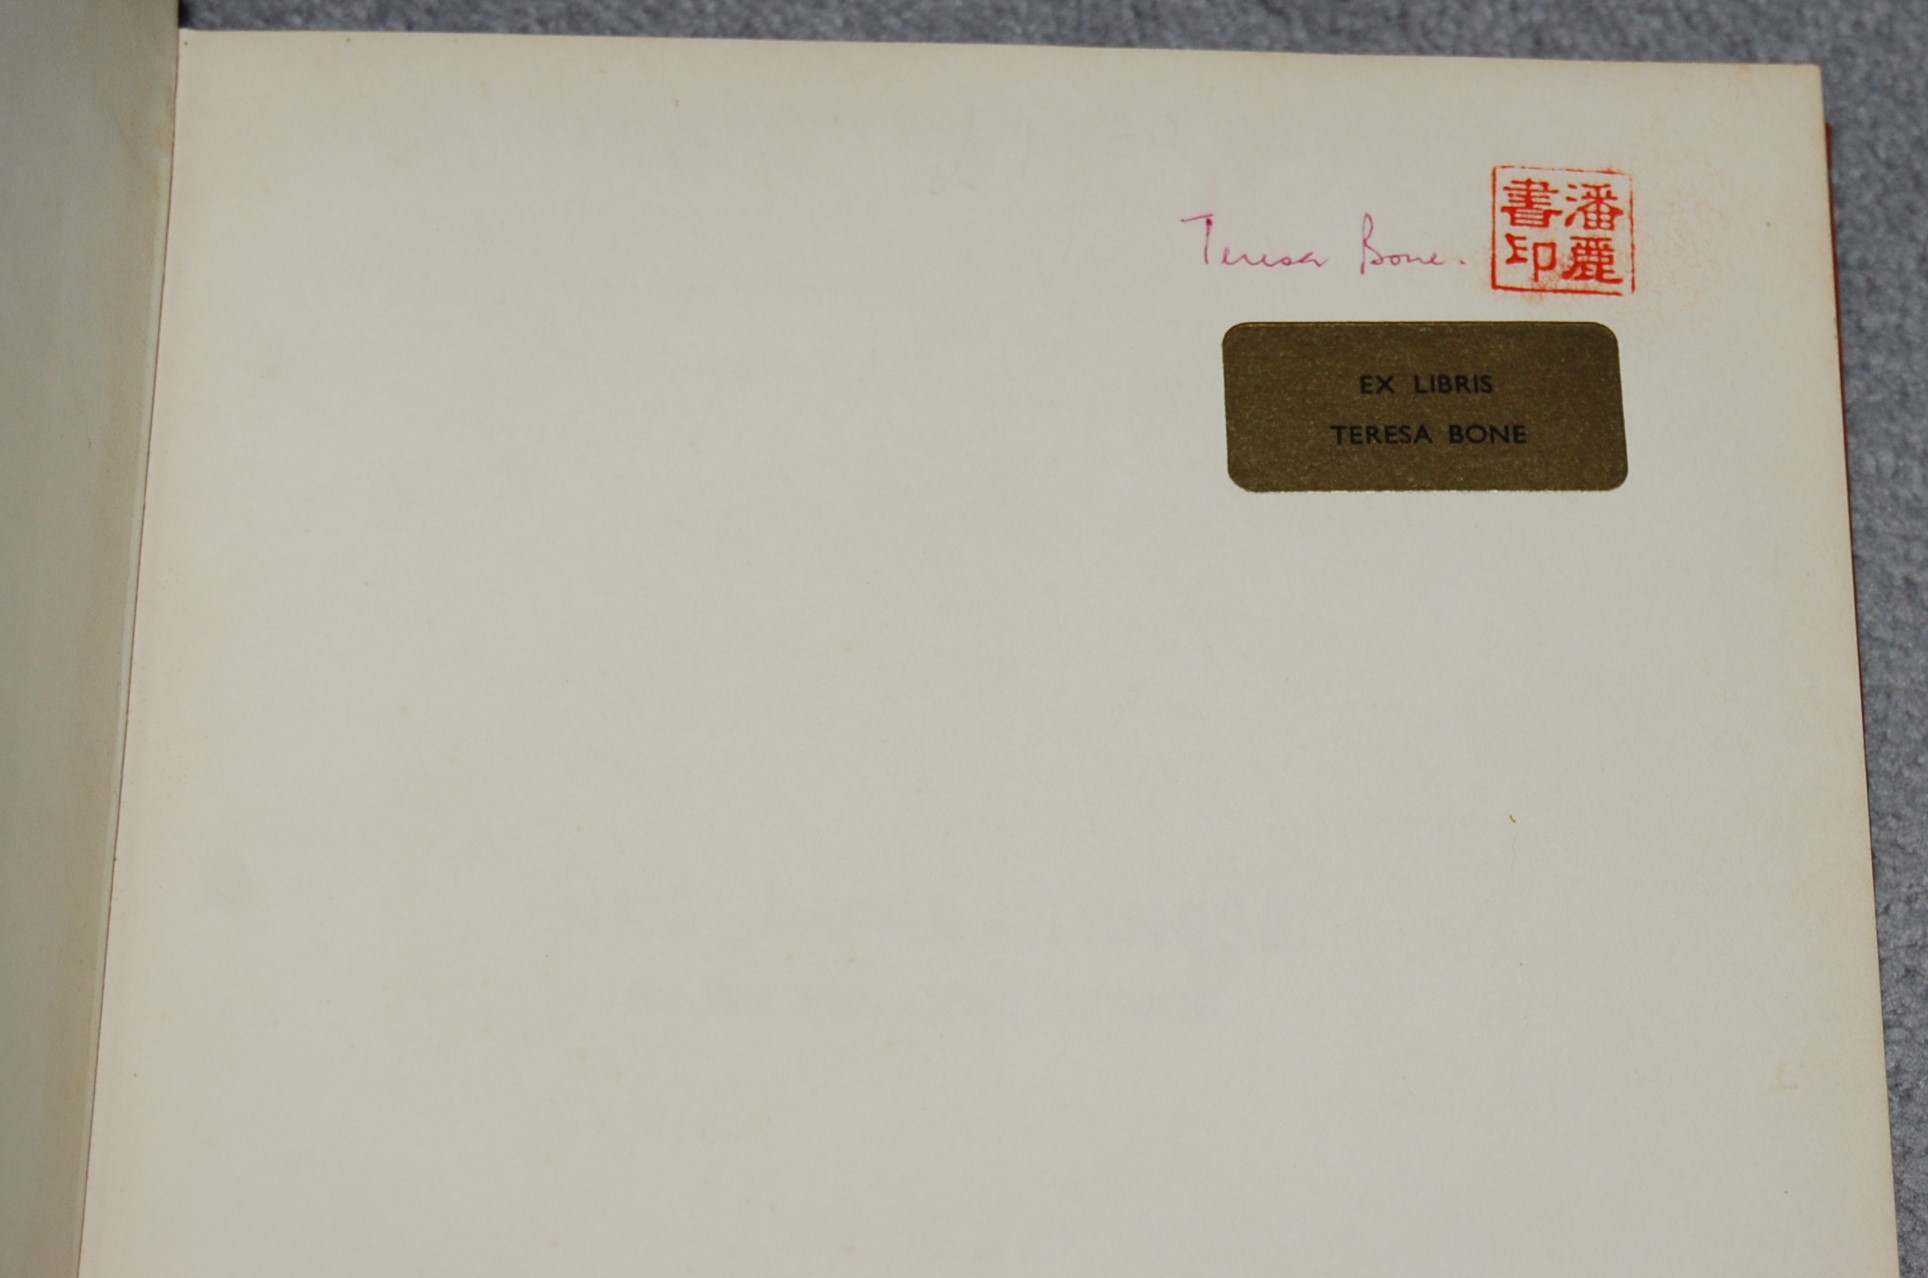 Teresa Bone.
潘麗
書印
EX LIBRIS
TERESA BONE